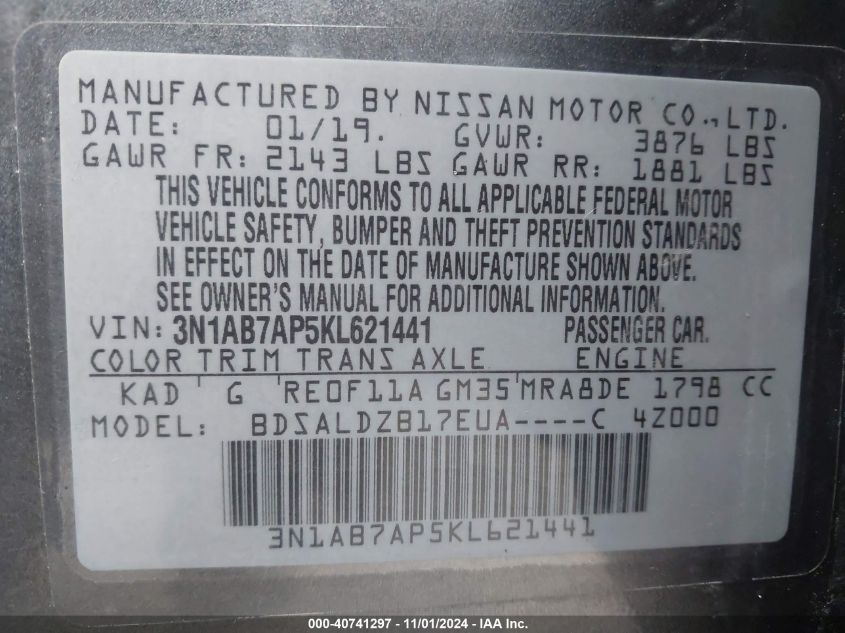 MANUFACTURED BY NISSAN MOTOR CO., LTD.
DATE: 01/19. GVWR: 3876 LBS
GAWR FR: 2143 LBS GAWR RR: 1881 LBS
THIS VEHICLE CONFORMS TO ALL APPLICABLE FEDERAL MOTOR
VEHICLE SAFETY, BUMPER AND THEFT PREVENTION STANDARDS
IN EFFECT ON THE DATE OF MANUFACTURE SHOWN ABOVE.
SEE OWNER'S MANUAL FOR ADDITIONAL INFORMATION.
VIN: 3N1AB7AP5KL621441 PASSENGER CAR.
COLOR TRIM TRANS AXLE ENGINE
KAD ' G 'RE0F11A GM35'MRA8DE 1798 CC
MODEL: BDSALDZB17EUA----C 4Z000
3N1AB7AP5KL621441
000-40741297 - 11/01/2024 - IAA Inc.